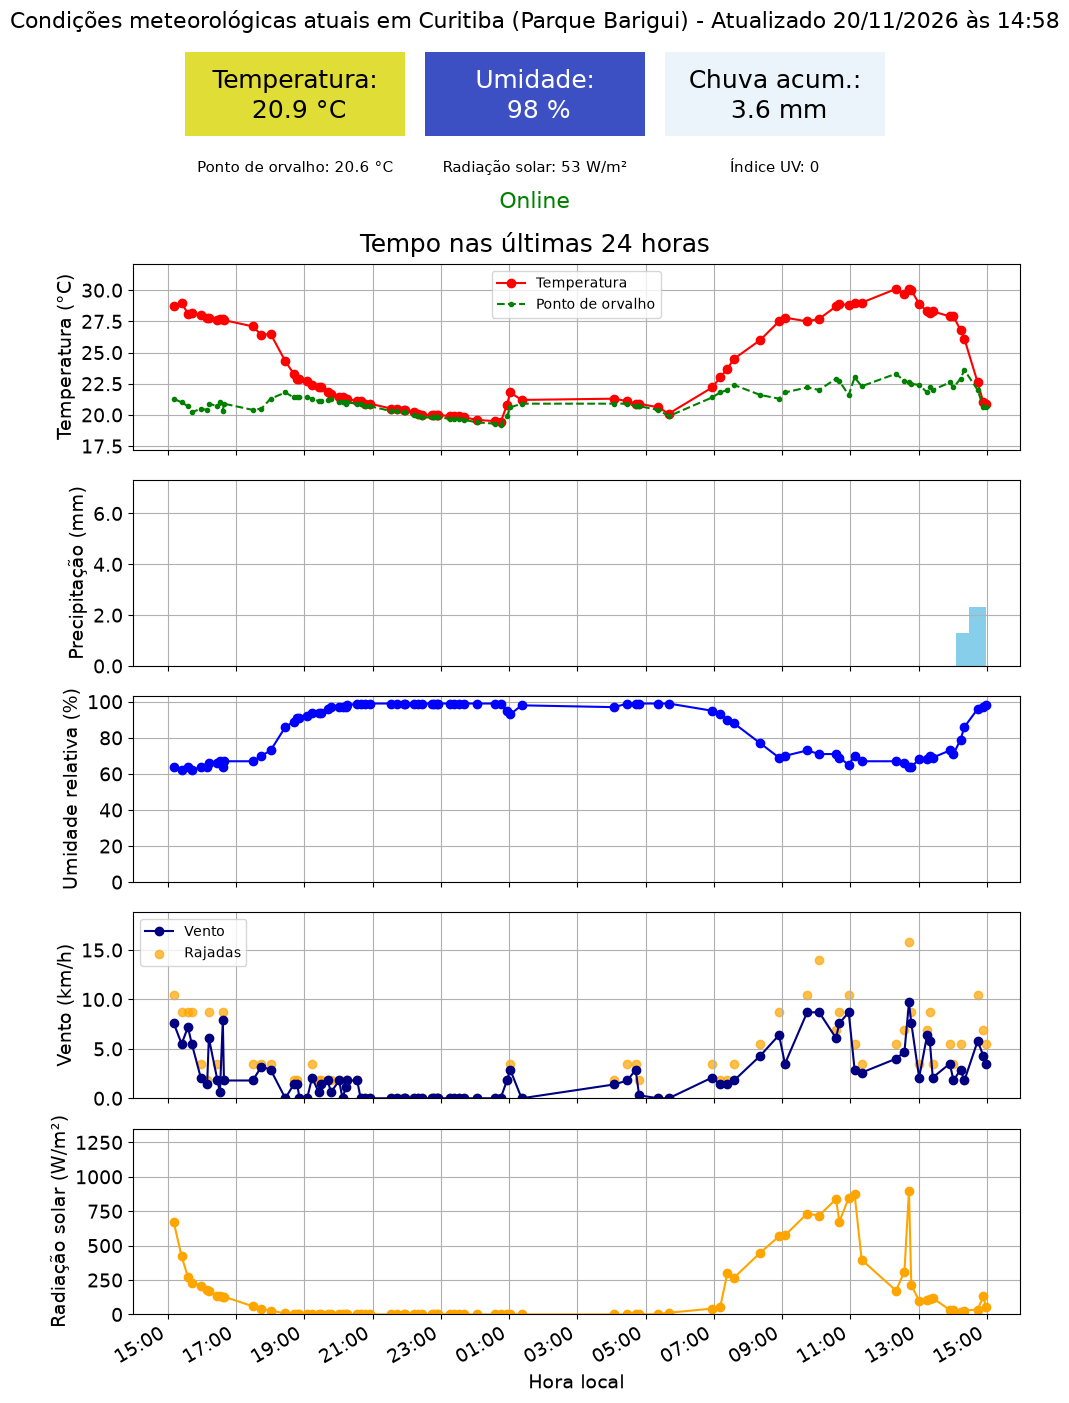 Condições meteorológicas atuais em Curitiba (Parque Barigui) - Atualizado 20/11/2026 às 14:58
Temperatura:
20.9 °C
Umidade:
98 %
Chuva acum.:
3.6 mm
Ponto de orvalho: 20.6 °C
Radiação solar: 53 W/m²
Índice UV: 0
Online
Tempo nas últimas 24 horas
Temperatura (°C)
30.0
27.5
25.0
22.5
20.0
17.5
Temperatura
Ponto de orvalho
Precipitação (mm)
6.0
4.0
2.0
0.0
Umidade relativa (%)
100
80
60
40
20
0
Vento (km/h)
15.0
10.0
5.0
0.0
Vento
Rajadas
Radiação solar (W/m²)
1250
1000
750
500
250
0
15:00
17:00
19:00
21:00
23:00
01:00
03:00
05:00
07:00
09:00
11:00
13:00
15:00
Hora local